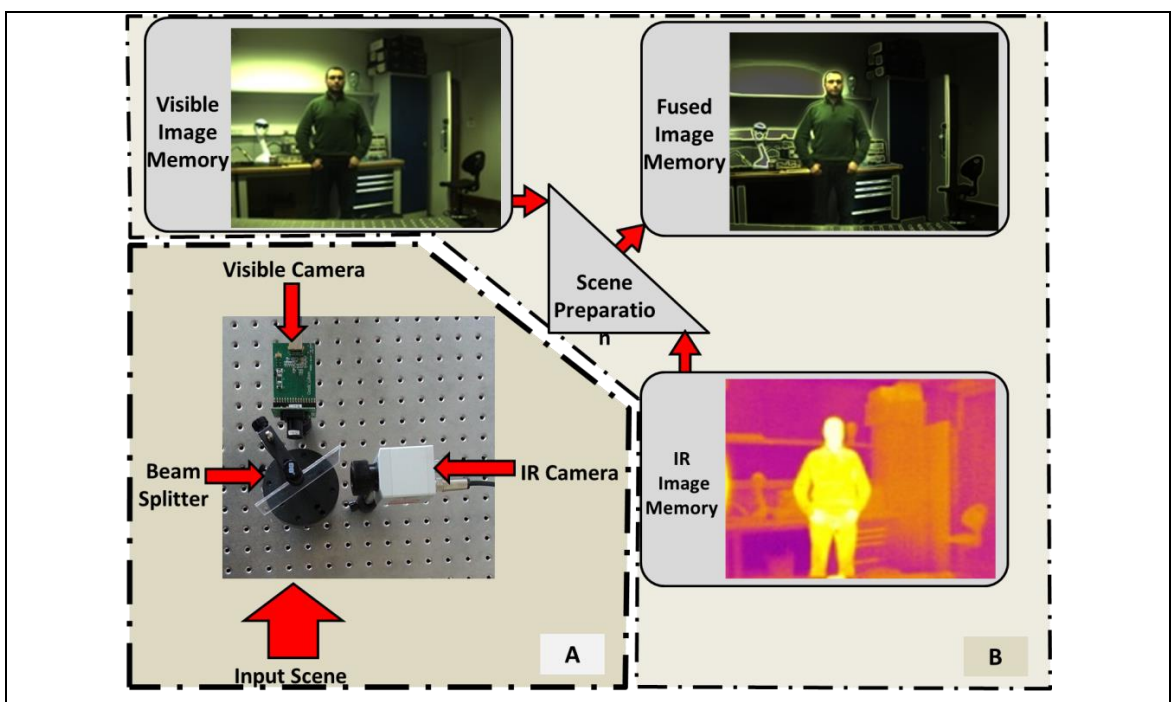 Visible
Image
Memory
Fused
Image
Memory
Scene
Preparatio
n
Visible Camera
Beam
Splitter
IR Camera
Input Scene
A
IR
Image
Memory
B